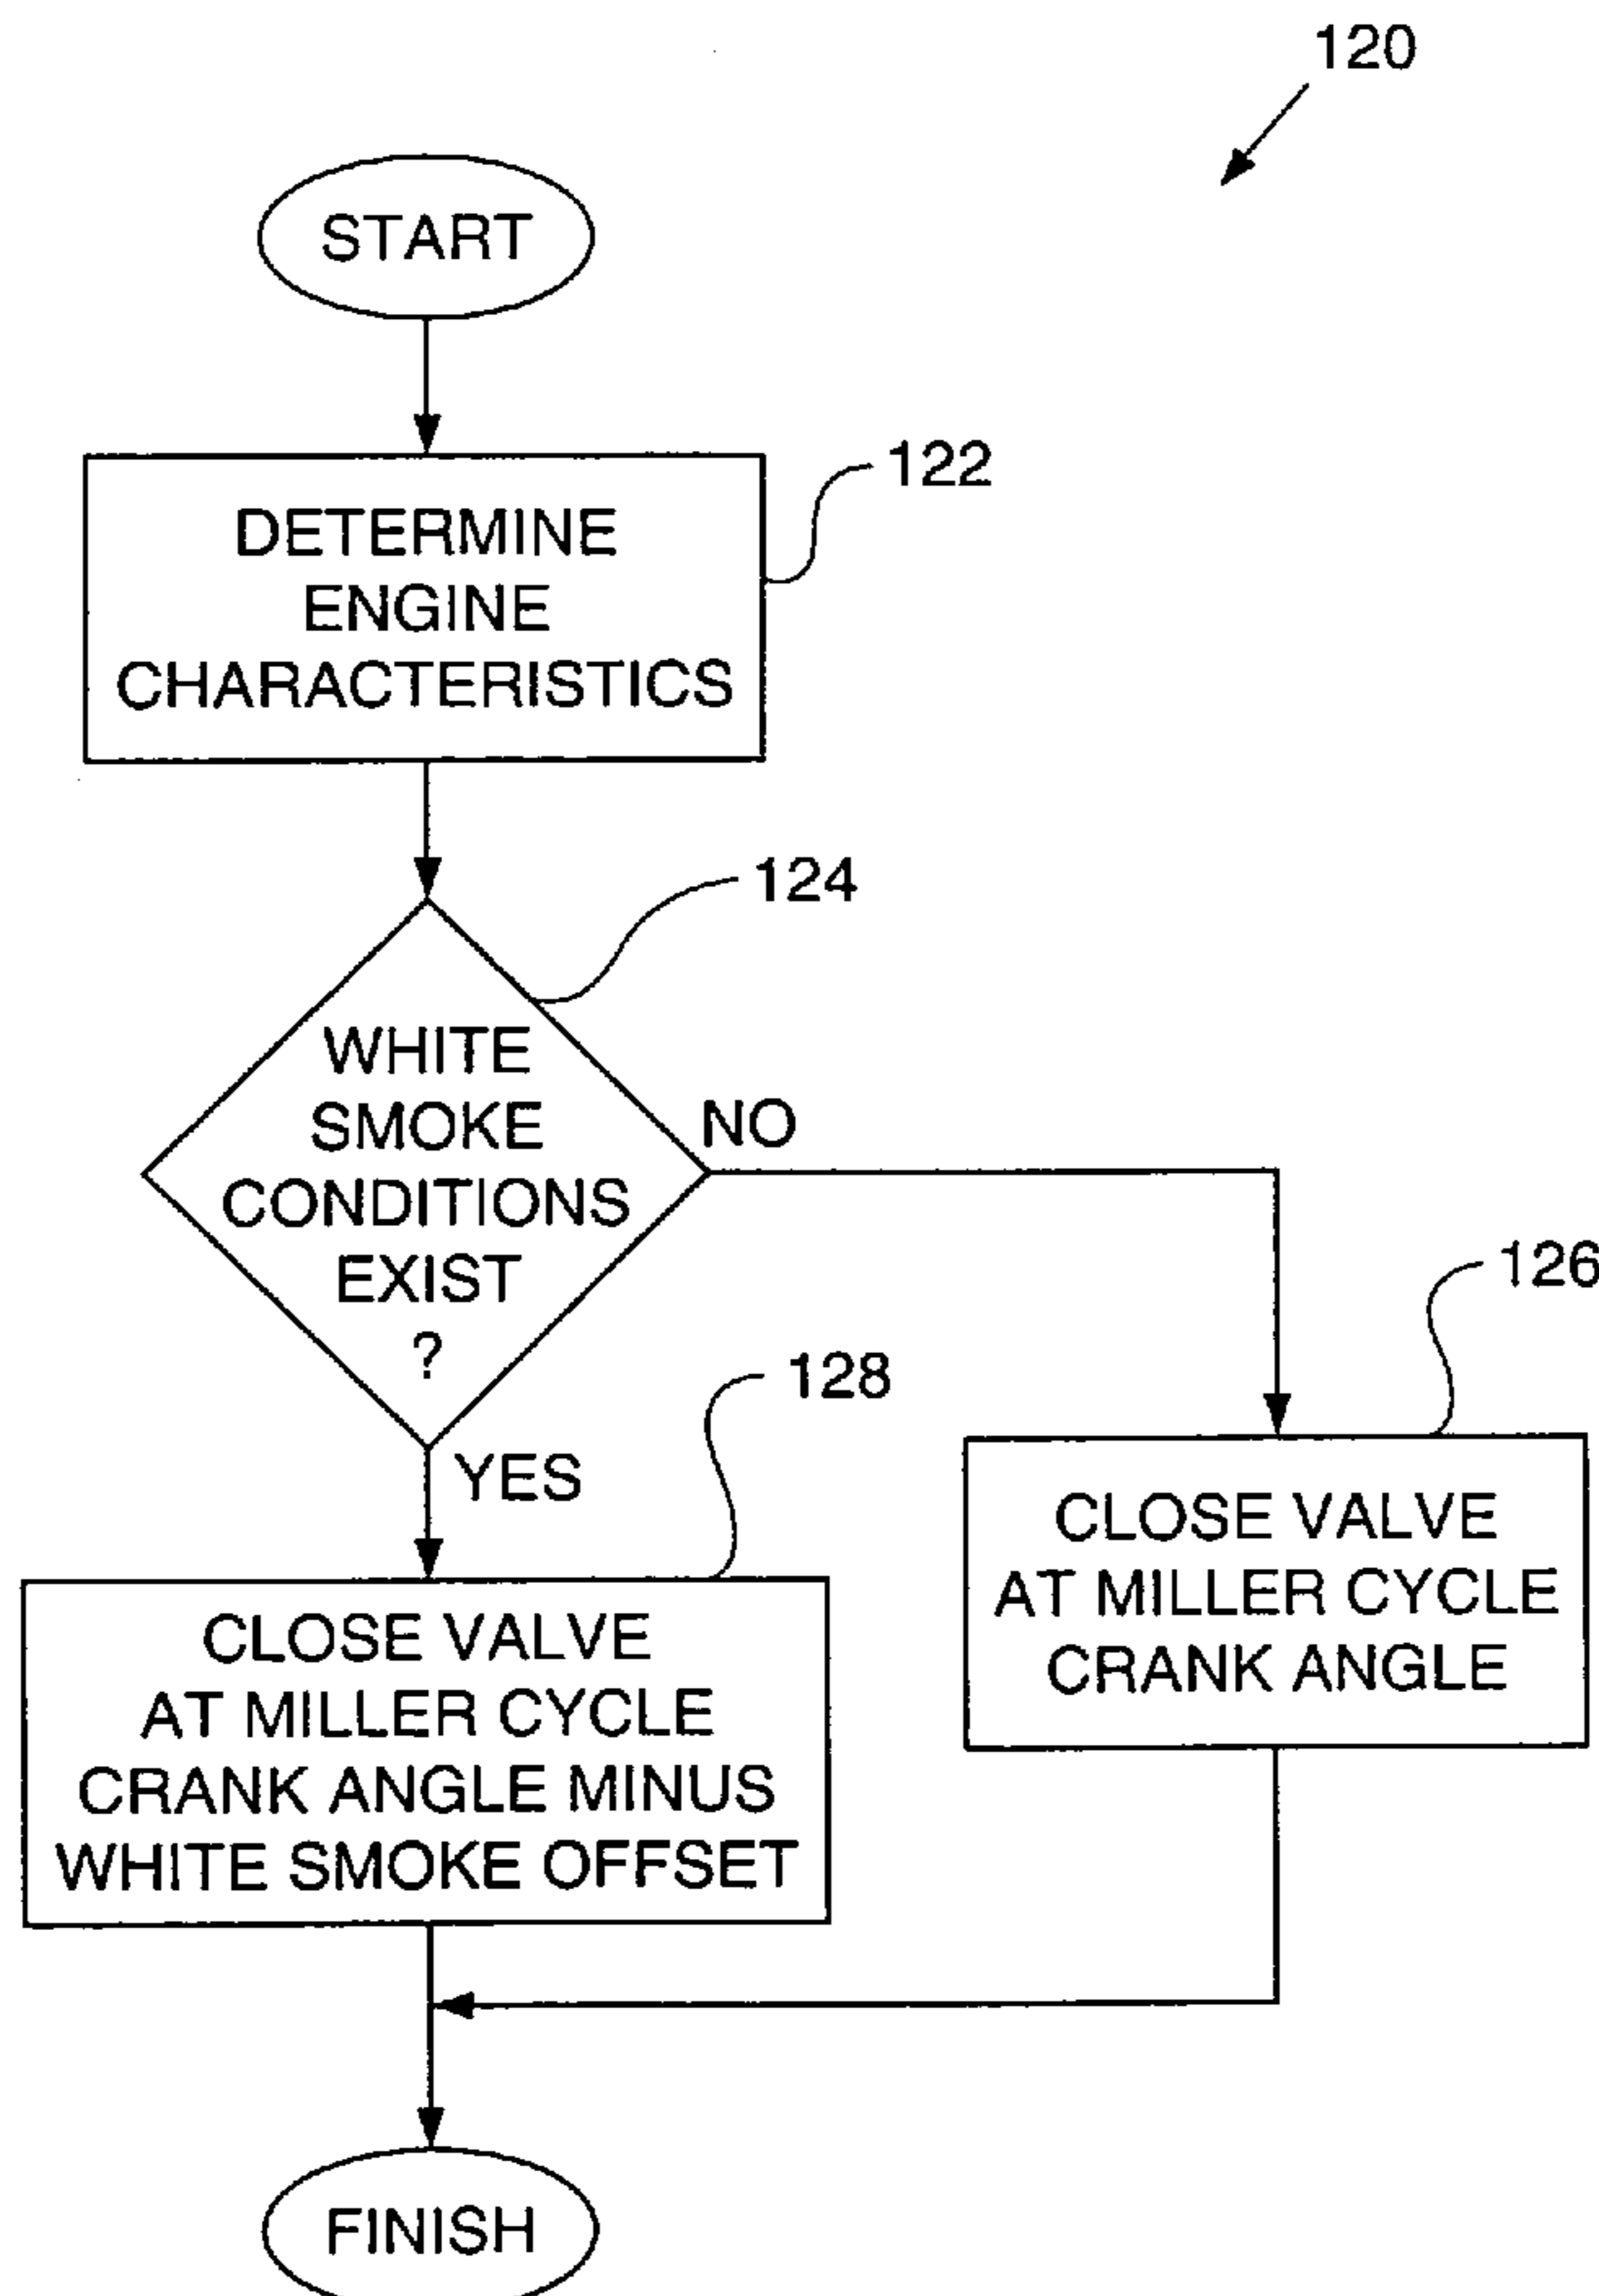 120
START
122
DETERMINE
ENGINE
CHARACTERISTICS
124
WHITE
SMOKE
CONDITIONS
EXIST
?
NO
YES
126
128
CLOSE VALVE
AT MILLER CYCLE
CRANK ANGLE
CLOSE VALVE
AT MILLER CYCLE
CRANK ANGLE MINUS
WHITE SMOKE OFFSET
FINISH